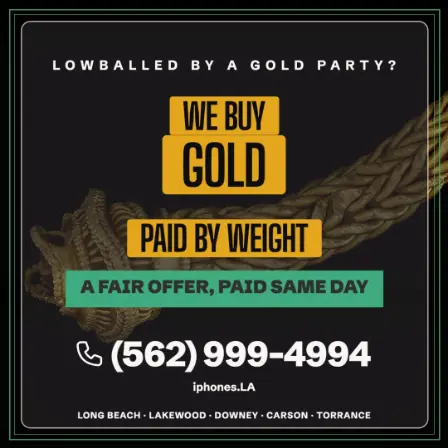 LOWBALLED BY A GOLD PARTY?
WE BUY
GOLD
PAID BY WEIGHT
A FAIR OFFER, PAID SAME DAY
(562) 999-4994
iphones.LA
LONG BEACH · LAKEWOOD · DOWNEY · CARSON · TORRANCE